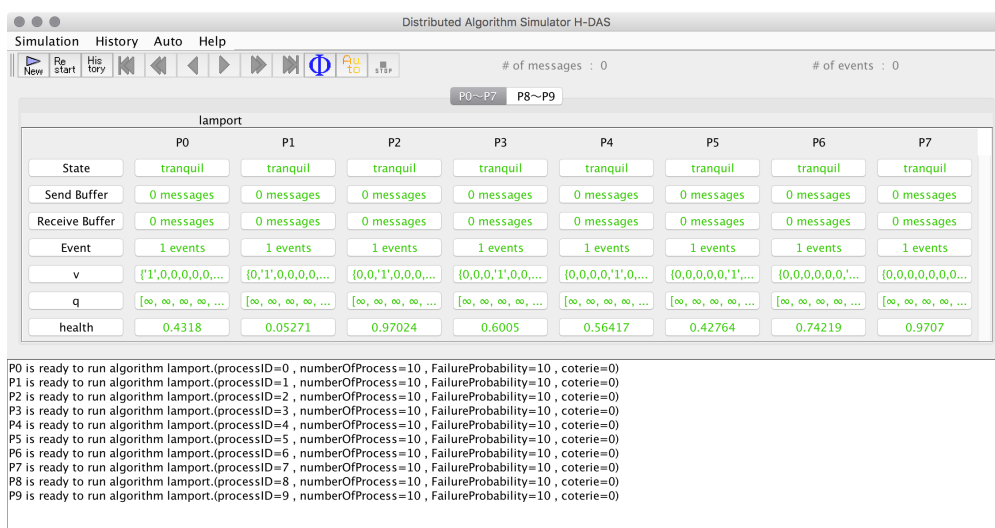 Distributed Algorithm Simulator H-DAS
Simulation History Auto Help
New Re start His tory Φ Au to STOP # of messages : 0 # of events : 0
P0～P7 P8～P9
lamport
P0 P1 P2 P3 P4 P5 P6 P7
State tranquil tranquil tranquil tranquil tranquil tranquil tranquil tranquil
Send Buffer 0 messages 0 messages 0 messages 0 messages 0 messages 0 messages 0 messages 0 messages
Receive Buffer 0 messages 0 messages 0 messages 0 messages 0 messages 0 messages 0 messages 0 messages
Event 1 events 1 events 1 events 1 events 1 events 1 events 1 events 1 events
v {'1',0,0,0,0,0,... {0,'1',0,0,0,0,... {0,0,'1',0,0,0,... {0,0,0,'1',0,0,... {0,0,0,0,'1',0,... {0,0,0,0,0,'1',... {0,0,0,0,0,0,'... {0,0,0,0,0,0,0,...
q [∞, ∞, ∞, ∞, ... [∞, ∞, ∞, ∞, ... [∞, ∞, ∞, ∞, ... [∞, ∞, ∞, ∞, ... [∞, ∞, ∞, ∞, ... [∞, ∞, ∞, ∞, ... [∞, ∞, ∞, ∞, ... [∞, ∞, ∞, ∞, ...
health 0.4318 0.05271 0.97024 0.6005 0.56417 0.42764 0.74219 0.9707
P0 is ready to run algorithm lamport.(processID=0 , numberOfProcess=10 , FailureProbability=10 , coterie=0)
P1 is ready to run algorithm lamport.(processID=1 , numberOfProcess=10 , FailureProbability=10 , coterie=0)
P2 is ready to run algorithm lamport.(processID=2 , numberOfProcess=10 , FailureProbability=10 , coterie=0)
P3 is ready to run algorithm lamport.(processID=3 , numberOfProcess=10 , FailureProbability=10 , coterie=0)
P4 is ready to run algorithm lamport.(processID=4 , numberOfProcess=10 , FailureProbability=10 , coterie=0)
P5 is ready to run algorithm lamport.(processID=5 , numberOfProcess=10 , FailureProbability=10 , coterie=0)
P6 is ready to run algorithm lamport.(processID=6 , numberOfProcess=10 , FailureProbability=10 , coterie=0)
P7 is ready to run algorithm lamport.(processID=7 , numberOfProcess=10 , FailureProbability=10 , coterie=0)
P8 is ready to run algorithm lamport.(processID=8 , numberOfProcess=10 , FailureProbability=10 , coterie=0)
P9 is ready to run algorithm lamport.(processID=9 , numberOfProcess=10 , FailureProbability=10 , coterie=0)